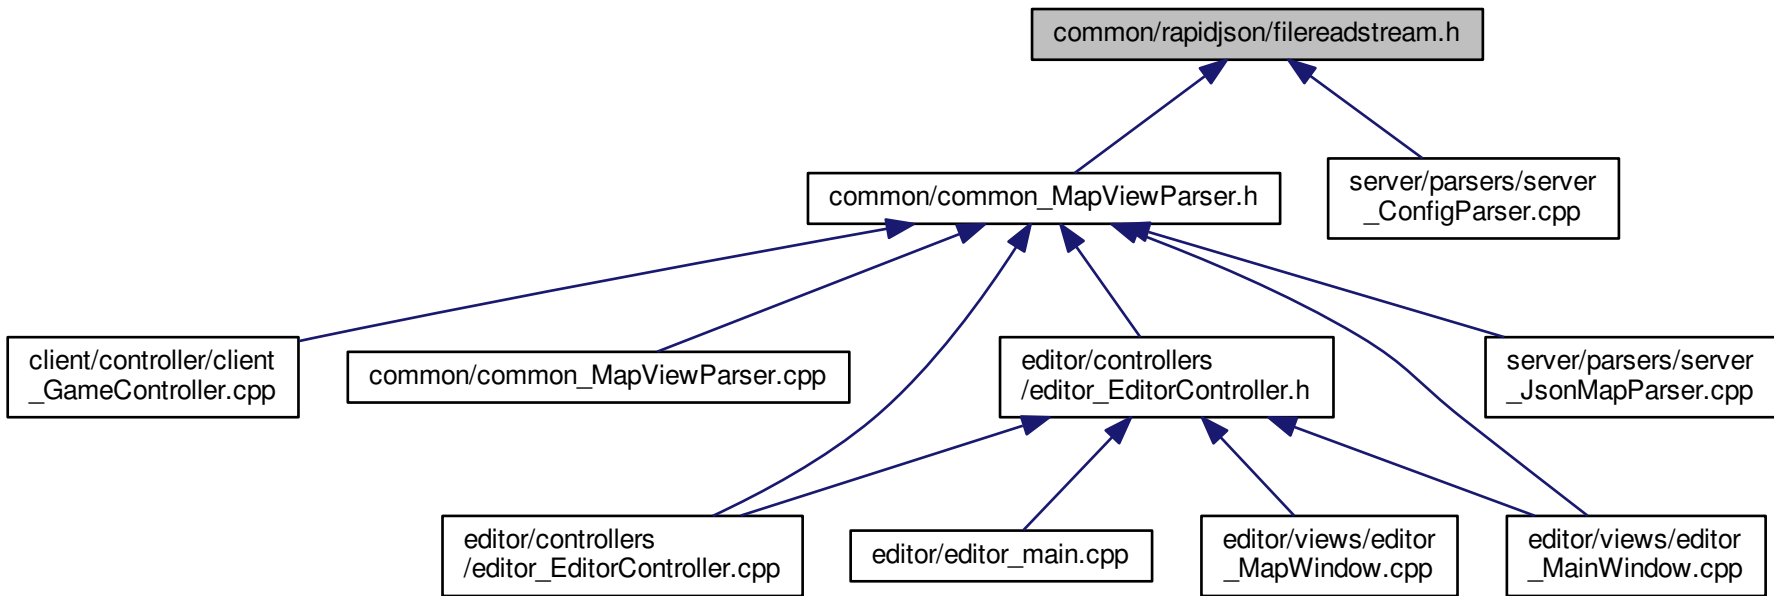 common/rapidjson/filereadstream.h
common/common_MapViewParser.h
server/parsers/server
_ConfigParser.cpp
client/controller/client
_GameController.cpp
common/common_MapViewParser.cpp
editor/controllers
/editor_EditorController.h
server/parsers/server
_JsonMapParser.cpp
editor/controllers
/editor_EditorController.cpp
editor/editor_main.cpp
editor/views/editor
_MapWindow.cpp
editor/views/editor
_MainWindow.cpp